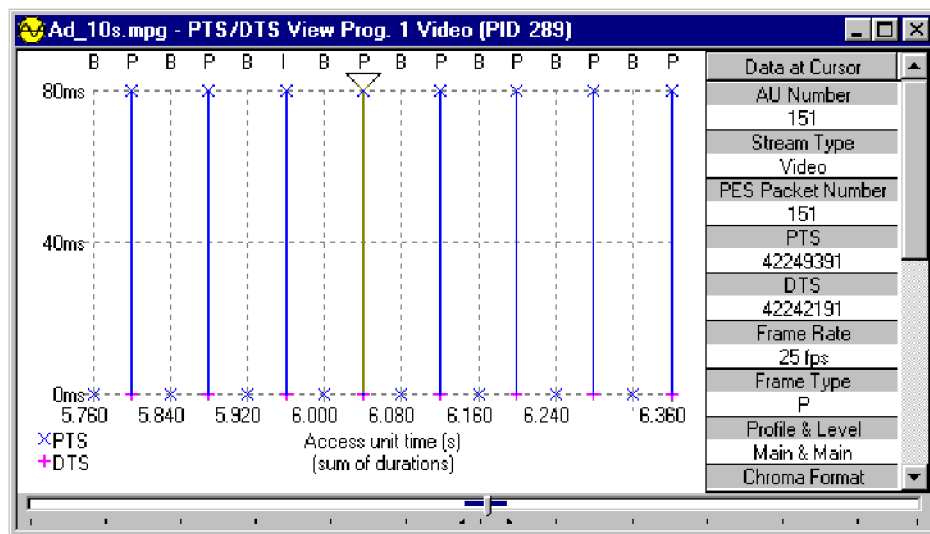 Ad_10s.mpg - PTS/DTS View Prog. 1 Video (PID 289)
B P B P B I B P B P B P B P B P
80ms
40ms
0ms
5.760 5.840 5.920 6.000 6.080 6.160 6.240 6.360
×PTS
+DTS
Access unit time (s)
(sum of durations)
Data at Cursor
AU Number
151
Stream Type
Video
PES Packet Number
151
PTS
42249391
DTS
42242191
Frame Rate
25 fps
Frame Type
P
Profile & Level
Main & Main
Chroma Format